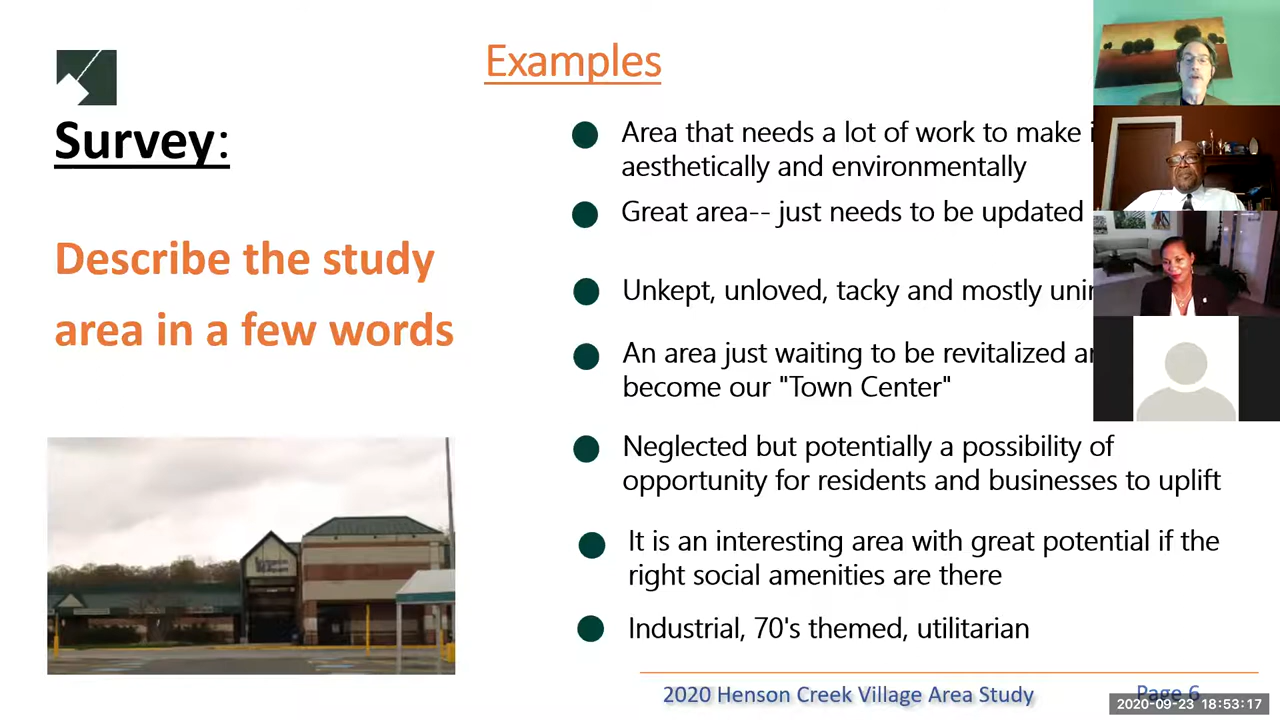 Examples
Survey:
Describe the study
area in a few words
Area that needs a lot of work to make
aesthetically and environmentally
Great area-- just needs to be updated
Unkept, unloved, tacky and mostly
An area just waiting to be revitalized
become our "Town Center"
Neglected but potentially a possibility of
opportunity for residents and businesses to uplift
It is an interesting area with great potential if the
right social amenities are there
Industrial, 70's themed, utilitarian
2020 Henson Creek Village Area Study
Page 6
2020-09-23 18:53:17